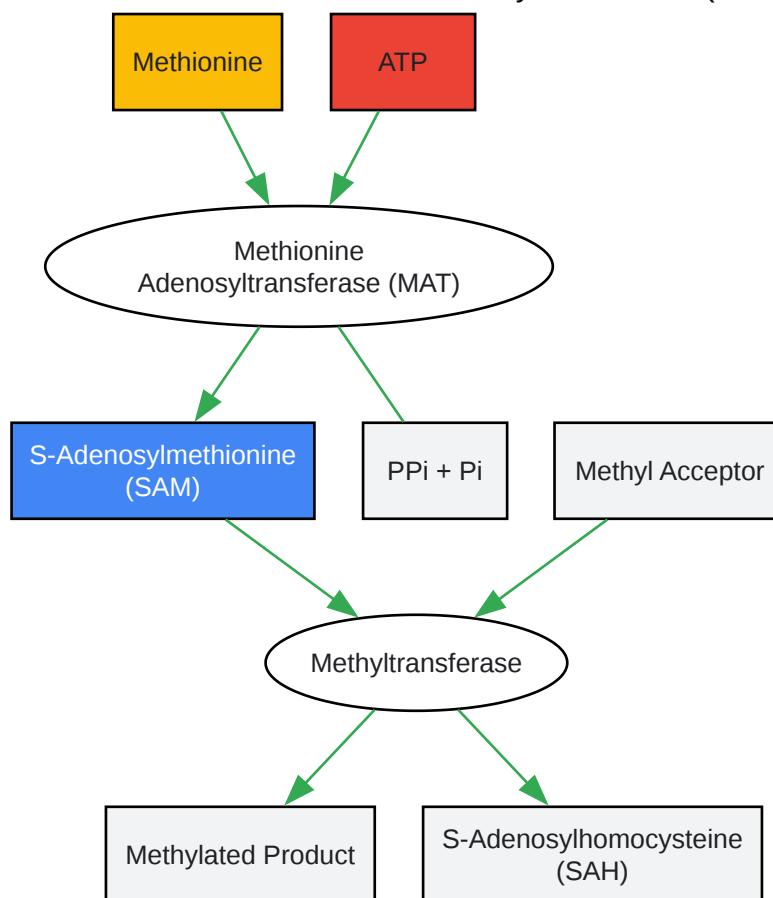 Methionine
ATP
Methionine
Adenosyltransferase (MAT)
S-Adenosylmethionine
(SAM)
PPi + Pi
Methyl Acceptor
Methyltransferase
Methylated Product
S-Adenosylhomocysteine
(SAH)